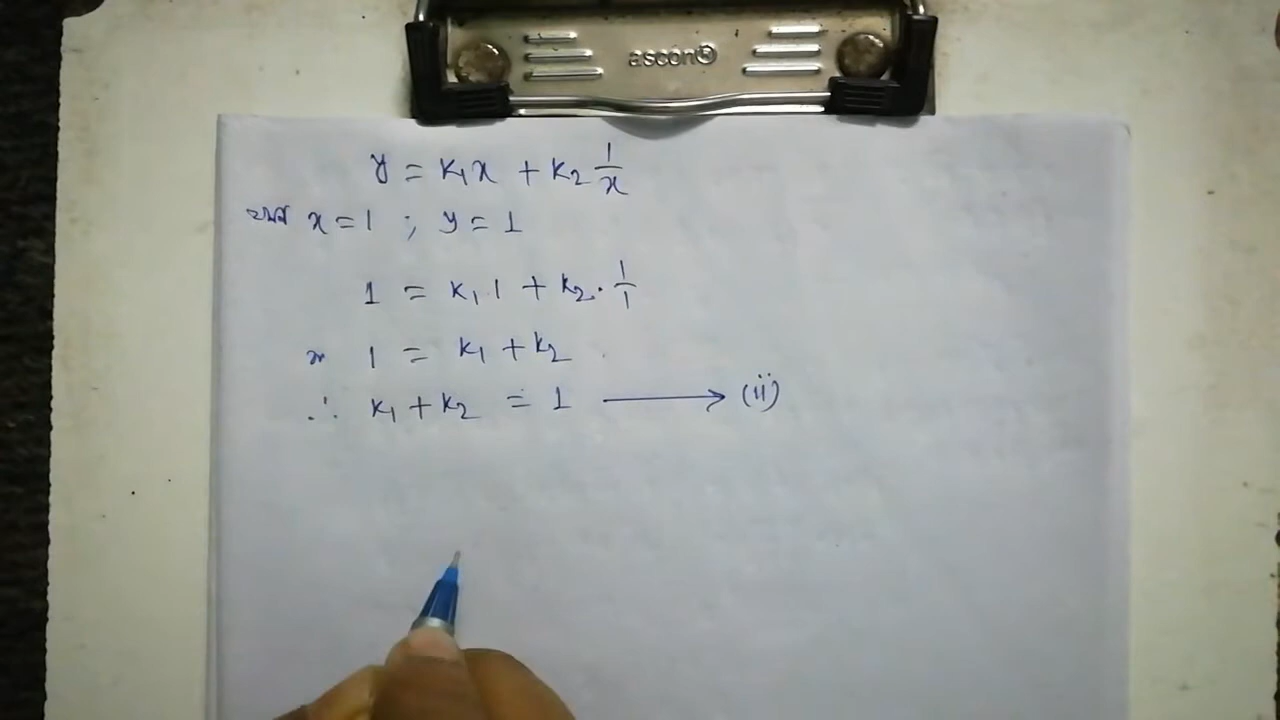 ascon®
y = k₁x + k₂ 1/x
যখন x = 1 ; y = 1
1 = k₁ 1 + k₂ . 1/1
বা 1 = k₁ + k₂
∴ k₁ + k₂ = 1 ⟶ (ii)